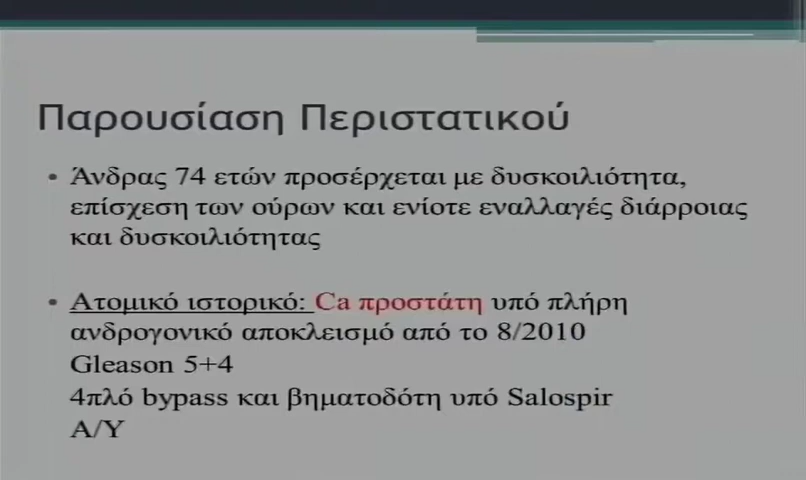 Παρουσίαση Περιστατικού
• Άνδρας 74 ετών προσέρχεται με δυσκοιλιότητα,
επίσχεση των ούρων και ενίοτε εναλλαγές διάρροιας
και δυσκοιλιότητας
• Ατομικό ιστορικό: Ca προστάτη υπό πλήρη
ανδρογονικό αποκλεισμό από το 8/2010
Gleason 5+4
4πλό bypass και βηματοδότη υπό Salospir
Α/Υ